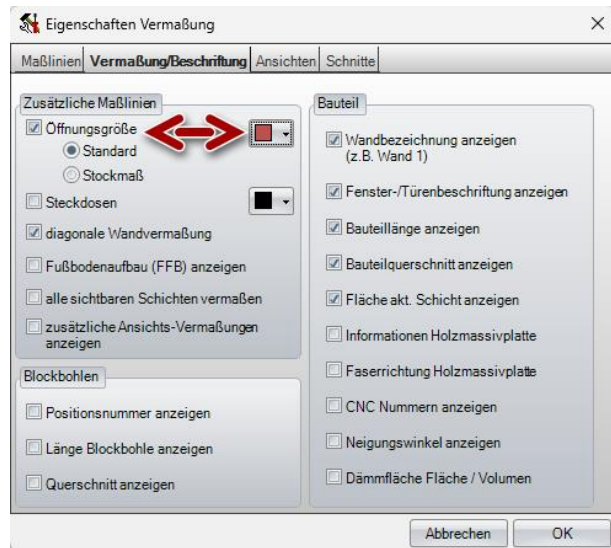 Eigenschaften Vermaßung
Maßlinien Vermaßung/Beschriftung Ansichten Schnitte
Zusätzliche Maßlinien
Öffnungsgröße
Standard
Stockmaß
Steckdosen
diagonale Wandvermaßung
Fußbodenaufbau (FFB) anzeigen
alle sichtbaren Schichten vermaßen
zusätzliche Ansichts-Vermaßungen
anzeigen
Blockbohlen
Positionsnummer anzeigen
Länge Blockbohle anzeigen
Querschnitt anzeigen
Bauteil
Wandbezeichnung anzeigen
(z.B. Wand 1)
Fenster-/Türenbeschriftung anzeigen
Bauteillänge anzeigen
Bauteilquerschnitt anzeigen
Fläche akt. Schicht anzeigen
Informationen Holzmassivplatte
Faserrichtung Holzmassivplatte
CNC Nummern anzeigen
Neigungswinkel anzeigen
Dämmfläche Fläche / Volumen
Abbrechen OK